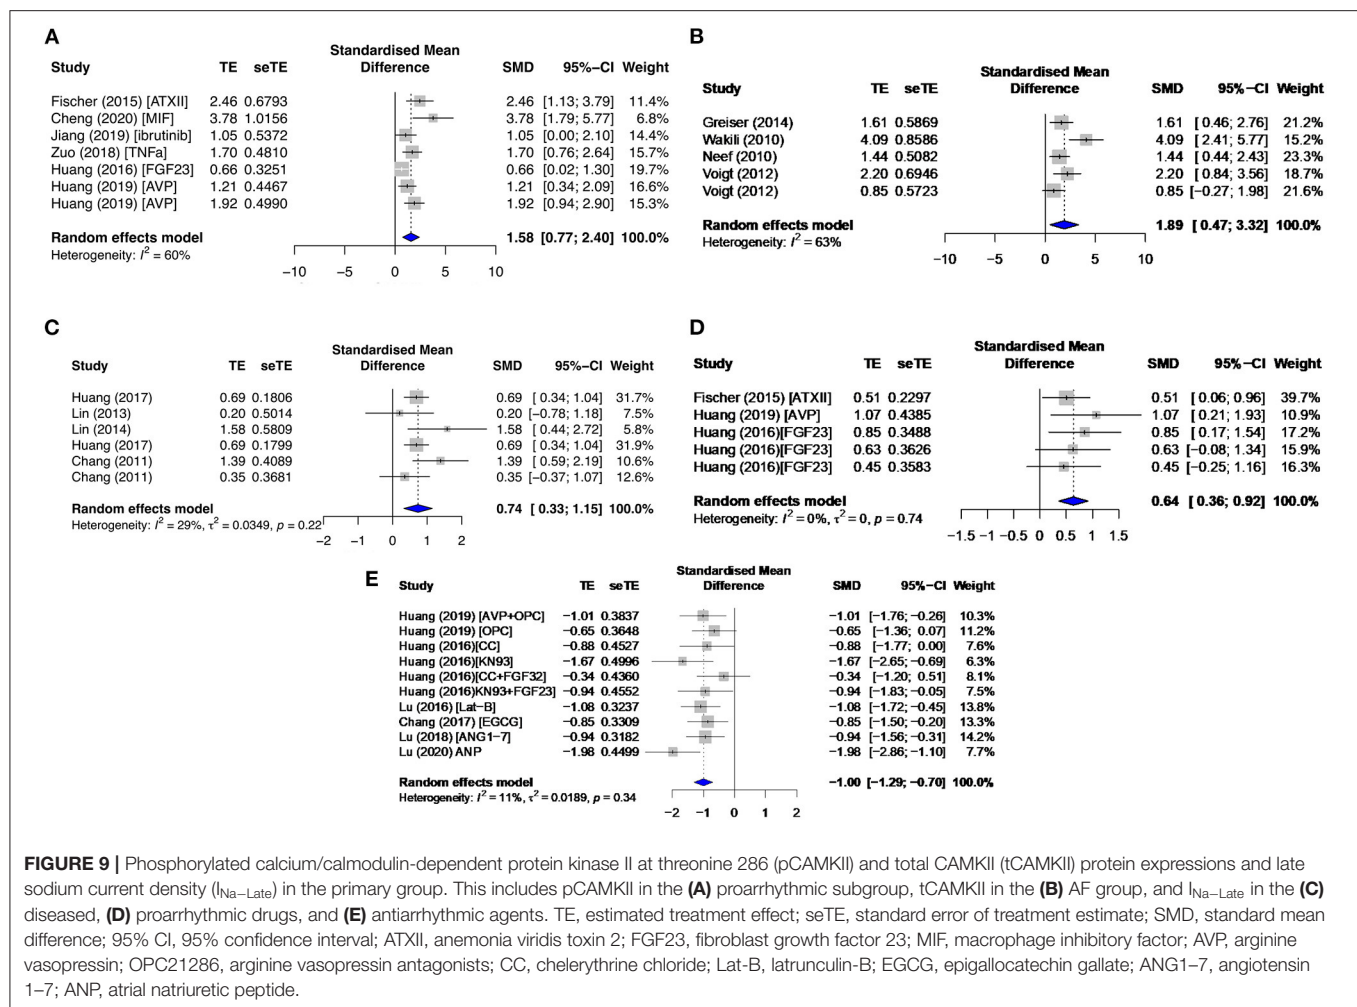 A
Standardised Mean
Study TE seTE Difference SMD 95%−CI Weight
Fischer (2015) [ATXII] 2.46 0.6793 2.46 [1.13; 3.79] 11.4%
Cheng (2020) [MIF] 3.78 1.0156 3.78 [1.79; 5.77] 6.8%
Jiang (2019) [ibrutinib] 1.05 0.5372 1.05 [0.00; 2.10] 14.4%
Zuo (2018) [TNFa] 1.70 0.4810 1.70 [0.76; 2.64] 15.7%
Huang (2016) [FGF23] 0.66 0.3251 0.66 [0.02; 1.30] 19.7%
Huang (2019) [AVP] 1.21 0.4467 1.21 [0.34; 2.09] 16.6%
Huang (2019) [AVP] 1.92 0.4990 1.92 [0.94; 2.90] 15.3%
Random effects model 1.58 [0.77; 2.40] 100.0%
Heterogeneity: I² = 60%
−10 −5 0 5 10
B
Standardised Mean
Study TE seTE Difference SMD 95%−CI Weight
Greiser (2014) 1.61 0.5869 1.61 [ 0.46; 2.76] 21.2%
Wakili (2010) 4.09 0.8586 4.09 [ 2.41; 5.77] 15.2%
Neef (2010) 1.44 0.5082 1.44 [ 0.44; 2.43] 23.3%
Voigt (2012) 2.20 0.6946 2.20 [ 0.84; 3.56] 18.7%
Voigt (2012) 0.85 0.5723 0.85 [−0.27; 1.98] 21.6%
Random effects model 1.89 [ 0.47; 3.32] 100.0%
Heterogeneity: I² = 63%
−10 −5 0 5 10
C
Standardised Mean
Study TE seTE Difference SMD 95%−CI Weight
Huang (2017) 0.69 0.1806 0.69 [ 0.34; 1.04] 31.7%
Lin (2013) 0.20 0.5014 0.20 [−0.78; 1.18] 7.5%
Lin (2014) 1.58 0.5809 1.58 [ 0.44; 2.72] 5.8%
Huang (2017) 0.69 0.1799 0.69 [ 0.34; 1.04] 31.9%
Chang (2011) 1.39 0.4089 1.39 [ 0.59; 2.19] 10.6%
Chang (2011) 0.35 0.3681 0.35 [−0.37; 1.07] 12.6%
Random effects model 0.74 [ 0.33; 1.15] 100.0%
Heterogeneity: I² = 29%, τ² = 0.0349, p = 0.22
−2 −1 0 1 2
D
Standardised Mean
Study TE seTE Difference SMD 95%−CI Weight
Fischer (2015) [ATXII] 0.51 0.2297 0.51 [ 0.06; 0.96] 39.7%
Huang (2019) [AVP] 1.07 0.4385 1.07 [ 0.21; 1.93] 10.9%
Huang (2016)[FGF23] 0.85 0.3488 0.85 [ 0.17; 1.54] 17.2%
Huang (2016)[FGF23] 0.63 0.3626 0.63 [−0.08; 1.34] 15.9%
Huang (2016)[FGF23] 0.45 0.3583 0.45 [−0.25; 1.16] 16.3%
Random effects model 0.64 [ 0.36; 0.92] 100.0%
Heterogeneity: I² = 0%, τ² = 0, p = 0.74
−1.5 −1 −0.5 0 0.5 1 1.5
E
Standardised Mean
Study TE seTE Difference SMD 95%−CI Weight
Huang (2019) [AVP+OPC] −1.01 0.3837 −1.01 [−1.76; −0.26] 10.3%
Huang (2019) [OPC] −0.65 0.3648 −0.65 [−1.36; 0.07] 11.2%
Huang (2016)[CC] −0.88 0.4527 −0.88 [−1.77; 0.00] 7.6%
Huang (2016)[KN93] −1.67 0.4996 −1.67 [−2.65; −0.69] 6.3%
Huang (2016)[CC+FGF32] −0.34 0.4360 −0.34 [−1.20; 0.51] 8.1%
Huang (2016)KN93+FGF23] −0.94 0.4552 −0.94 [−1.83; −0.05] 7.5%
Lu (2016) [Lat−B] −1.08 0.3237 −1.08 [−1.72; −0.45] 13.8%
Chang (2017) [EGCG] −0.85 0.3309 −0.85 [−1.50; −0.20] 13.3%
Lu (2018) [ANG1−7] −0.94 0.3182 −0.94 [−1.56; −0.31] 14.2%
Lu (2020) ANP −1.98 0.4499 −1.98 [−2.86; −1.10] 7.7%
Random effects model −1.00 [−1.29; −0.70] 100.0%
Heterogeneity: I² = 11%, τ² = 0.0189, p = 0.34
−2 −1 0 1 2
FIGURE 9 | Phosphorylated calcium/calmodulin-dependent protein kinase II at threonine 286 (pCAMKII) and total CAMKII (tCAMKII) protein expressions and late
sodium current density (I_Na−Late) in the primary group. This includes pCAMKII in the (A) proarrhythmic subgroup, tCAMKII in the (B) AF group, and I_Na−Late in the (C)
diseased, (D) proarrhythmic drugs, and (E) antiarrhythmic agents. TE, estimated treatment effect; seTE, standard error of treatment estimate; SMD, standard mean
difference; 95% CI, 95% confidence interval; ATXII, anemonia viridis toxin 2; FGF23, fibroblast growth factor 23; MIF, macrophage inhibitory factor; AVP, arginine
vasopressin; OPC21286, arginine vasopressin antagonists; CC, chelerythrine chloride; Lat-B, latrunculin-B; EGCG, epigallocatechin gallate; ANG1–7, angiotensin
1–7; ANP, atrial natriuretic peptide.